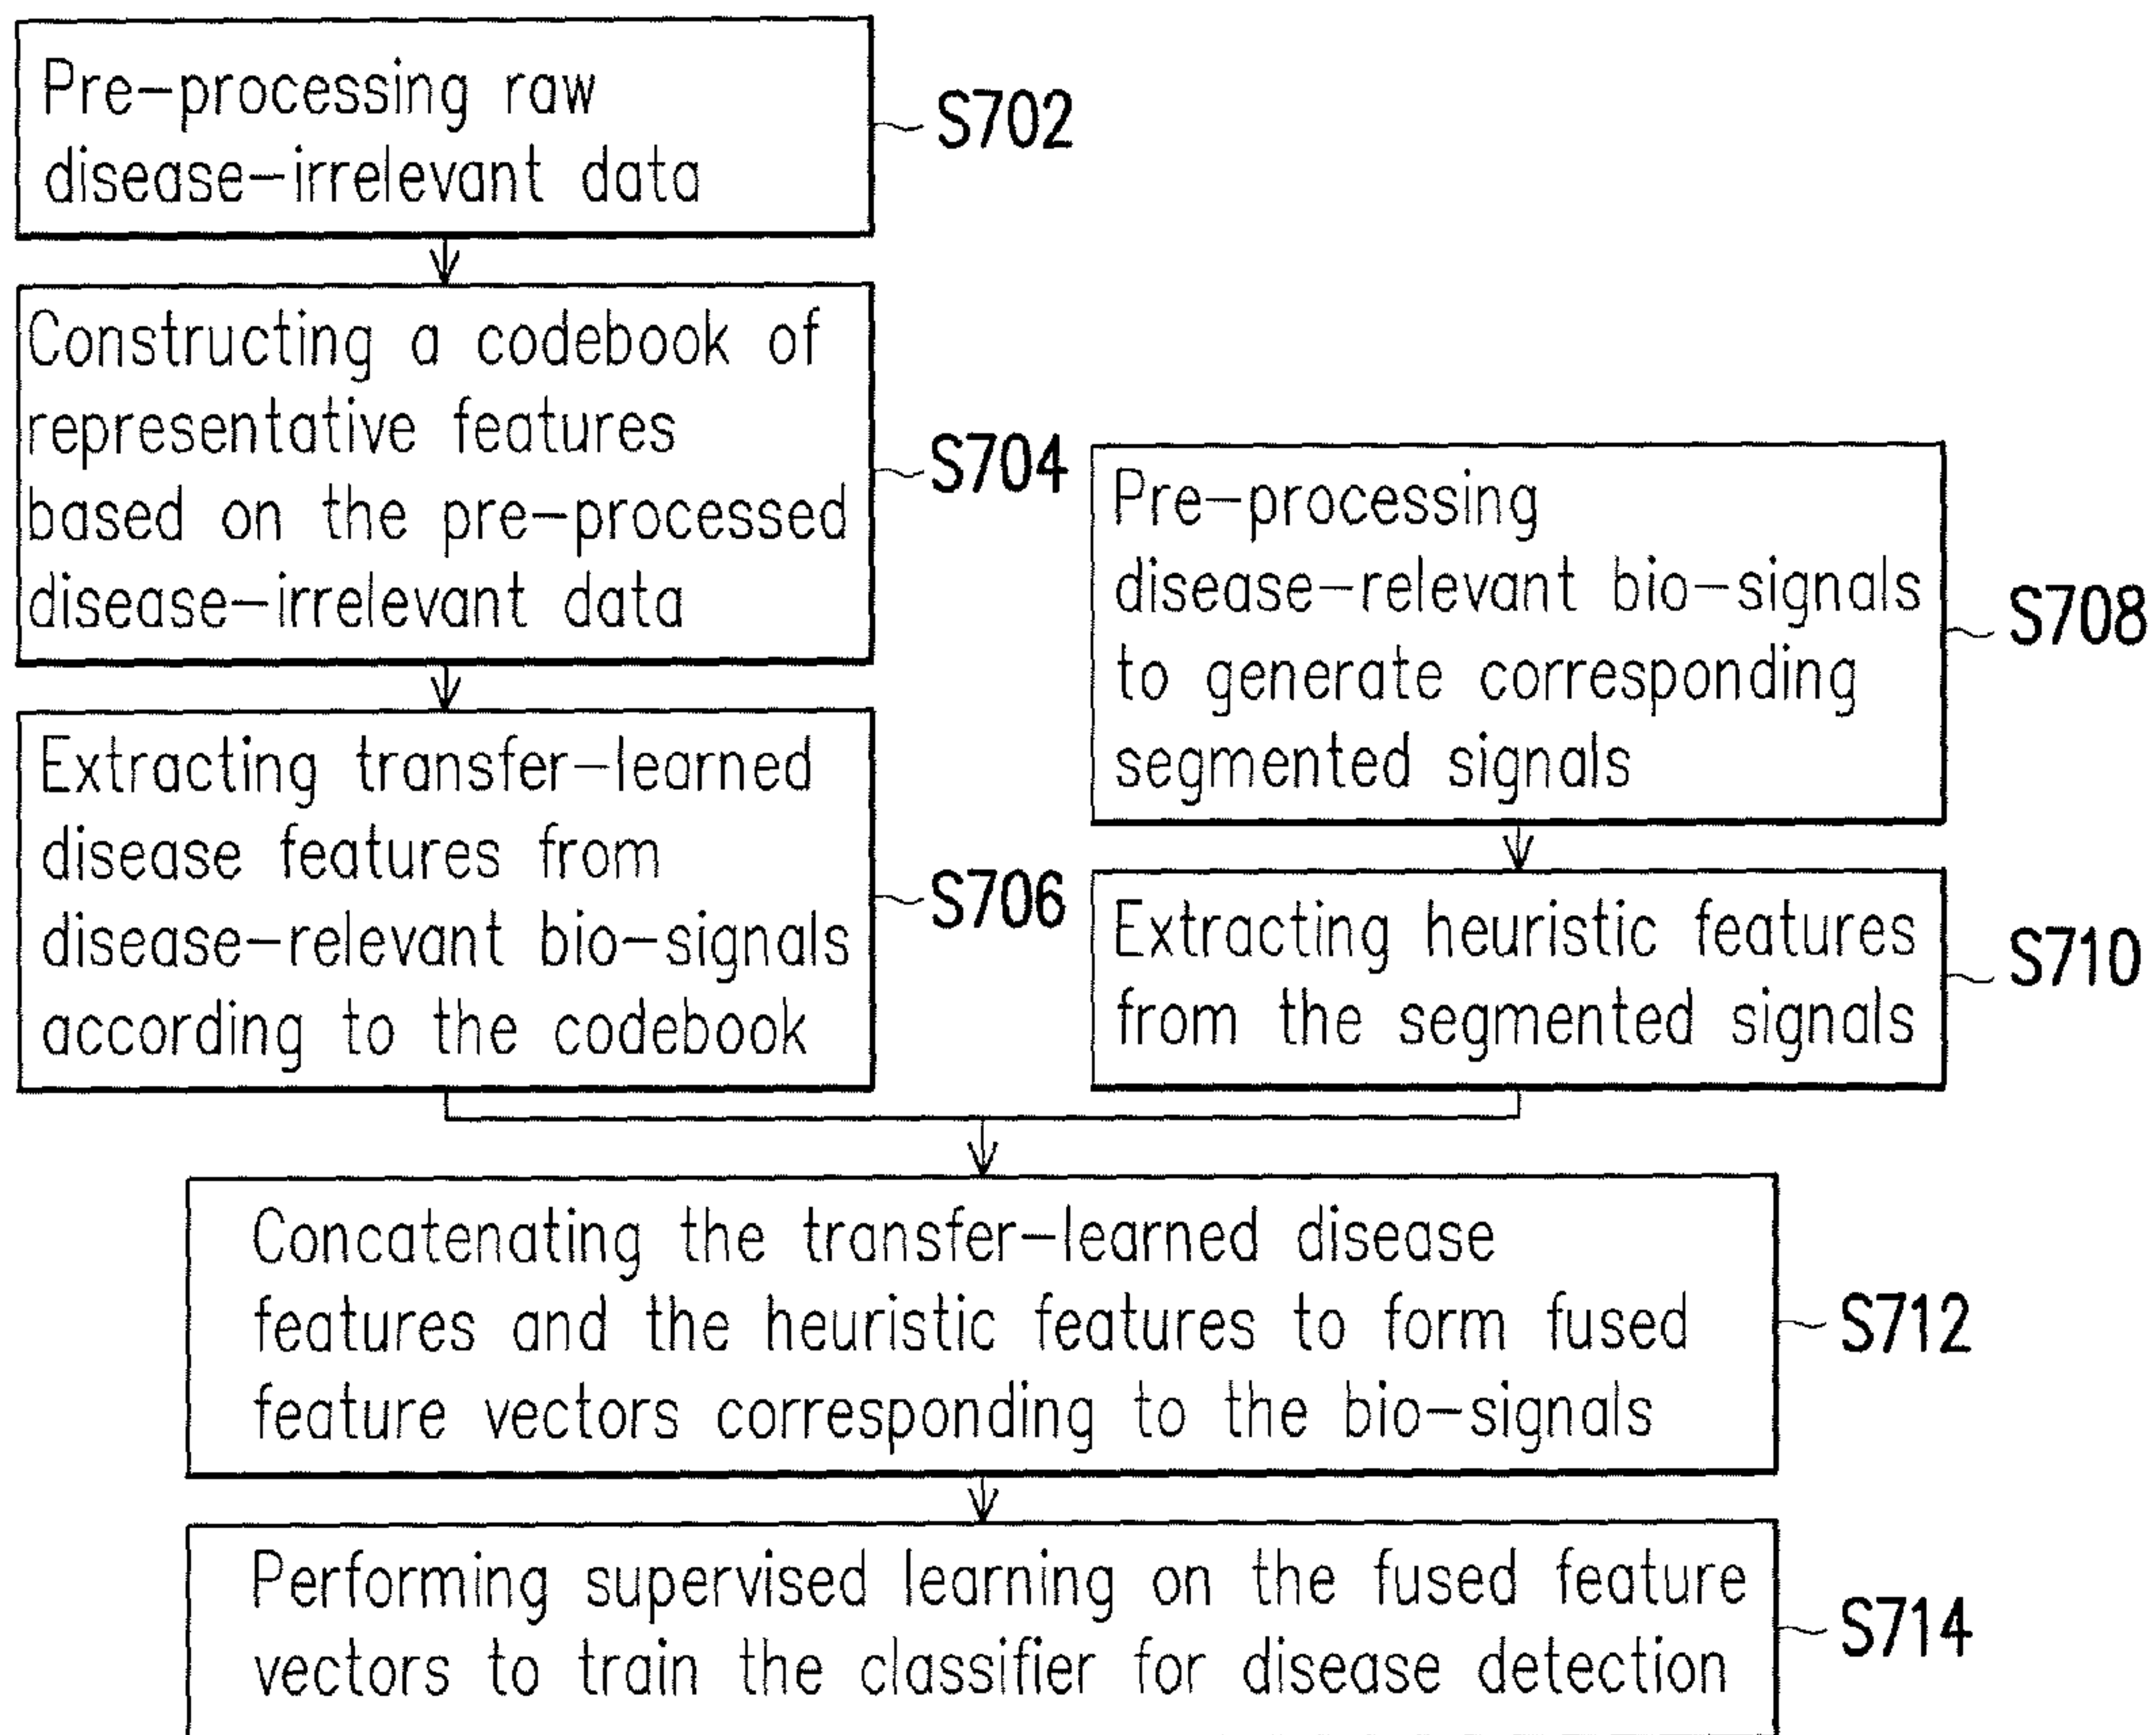 Pre-processing raw
disease-irrelevant data
S702
Constructing a codebook of
representative features
based on the pre-processed
disease-irrelevant data
S704
Extracting transfer-learned
disease features from
disease-relevant bio-signals
according to the codebook
S706
Pre-processing
disease-relevant bio-signals
to generate corresponding
segmented signals
S708
Extracting heuristic features
from the segmented signals
S710
Concatenating the transfer-learned disease
features and the heuristic features to form fused
feature vectors corresponding to the bio-signals
S712
Performing supervised learning on the fused feature
vectors to train the classifier for disease detection
S714